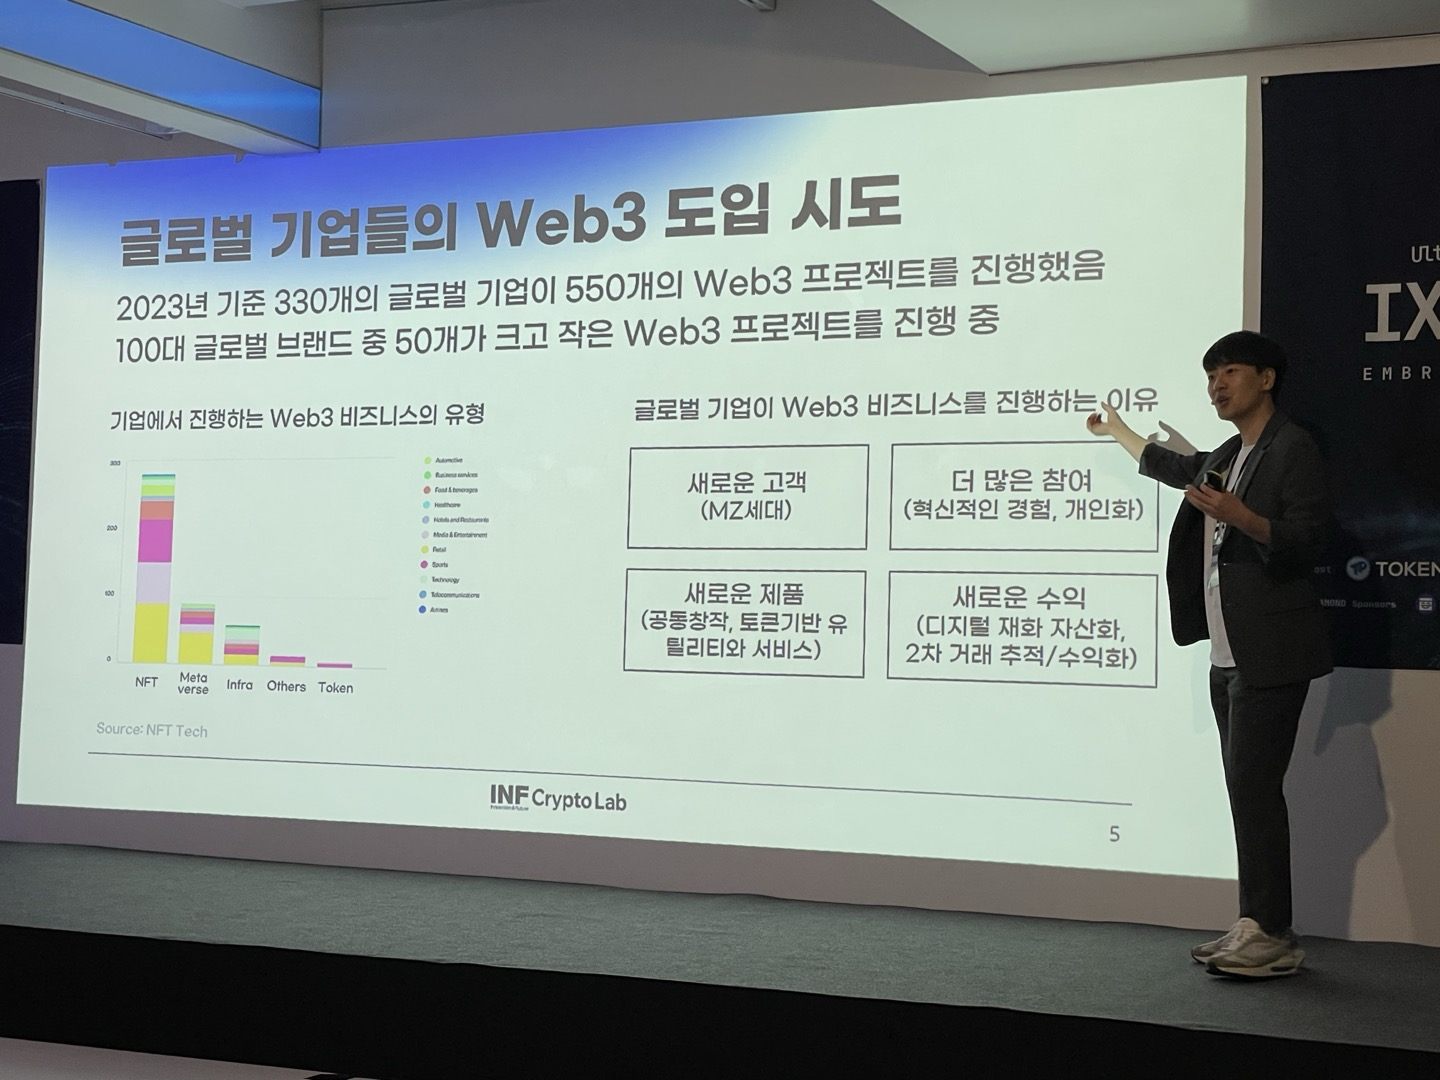 글로벌 기업들의 Web3 도입 시도
2023년 기준 330개의 글로벌 기업이 550개의 Web3 프로젝트를 진행했음
100대 글로벌 브랜드 중 50개가 크고 작은 Web3 프로젝트를 진행 중
기업에서 진행하는 Web3 비즈니스의 유형
300
200
100
0
NFT
Meta
verse
Infra
Others
Token
Automotive
Business services
Food & beverages
Healthcare
Hotels and Restaurants
Media & Entertainment
Retail
Sports
Technology
Telecommunications
Airlines
Source: NFT Tech
글로벌 기업이 Web3 비즈니스를 진행하는 이유
새로운 고객
(MZ세대)
더 많은 참여
(혁신적인 경험, 개인화)
새로운 제품
(공동창작, 토큰기반 유
틸리티와 서비스)
새로운 수익
(디지털 재화 자산화,
2차 거래 추적/수익화)
INF CryptoLab
5
Ult
IX
EMBR
TOKEN
Sponsors